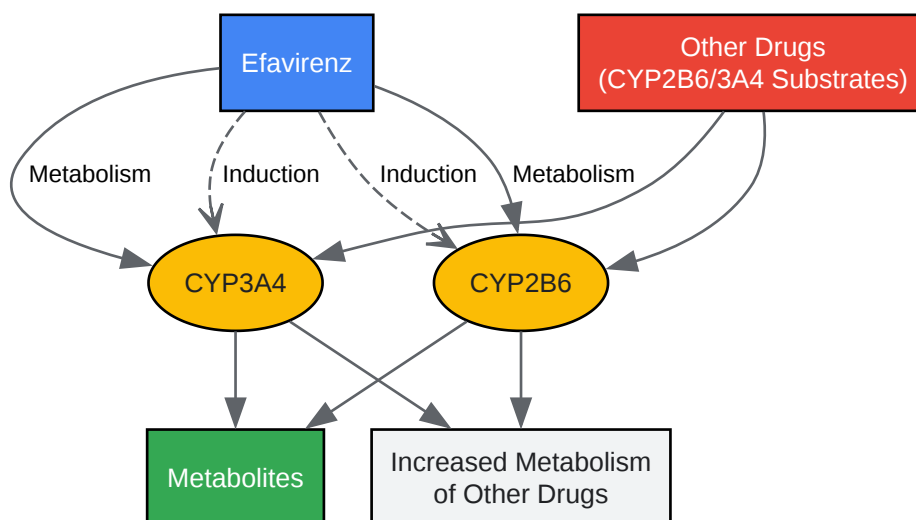 Efavirenz
Other Drugs
(CYP2B6/3A4 Substrates)
Metabolism
Induction
Induction
Metabolism
CYP3A4
CYP2B6
Metabolites
Increased Metabolism
of Other Drugs